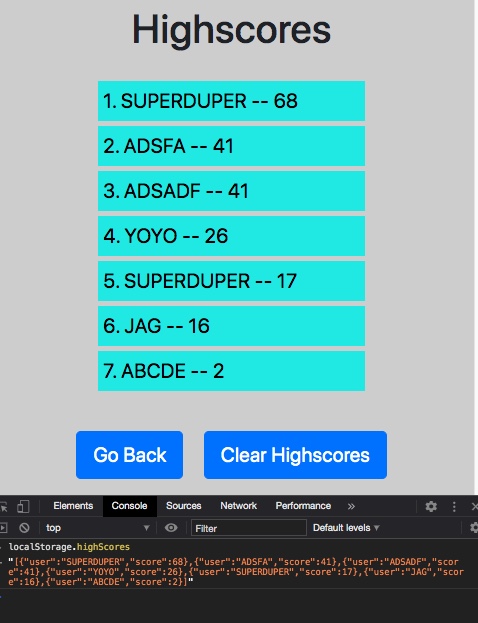 Highscores
1. SUPERDUPER -- 68
2. ADSFA -- 41
3. ADSADF -- 41
4. YOYO -- 26
5. SUPERDUPER -- 17
6. JAG -- 16
7. ABCDE -- 2
Go Back Clear Highscores
Elements Console Sources Network Performance »
top Filter Default levels
localStorage.highScores
"[{"user":"SUPERDUPER","score":68},{"user":"ADSFA","score":41},{"user":"ADSADF","scor
e":41},{"user":"YOYO","score":26},{"user":"SUPERDUPER","score":17},{"user":"JAG","scor
e":16},{"user":"ABCDE","score":2}]"